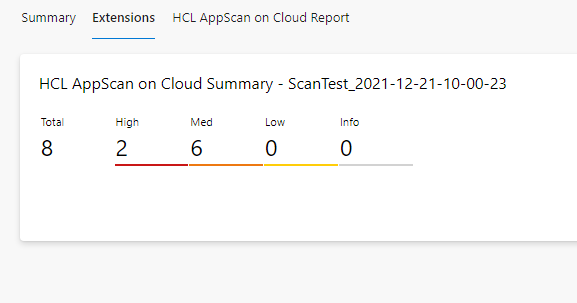 Summary Extensions HCL AppScan on Cloud Report
HCL AppScan on Cloud Summary - ScanTest_2021-12-21-10-00-23
Total High Med Low Info
8 2 6 0 0